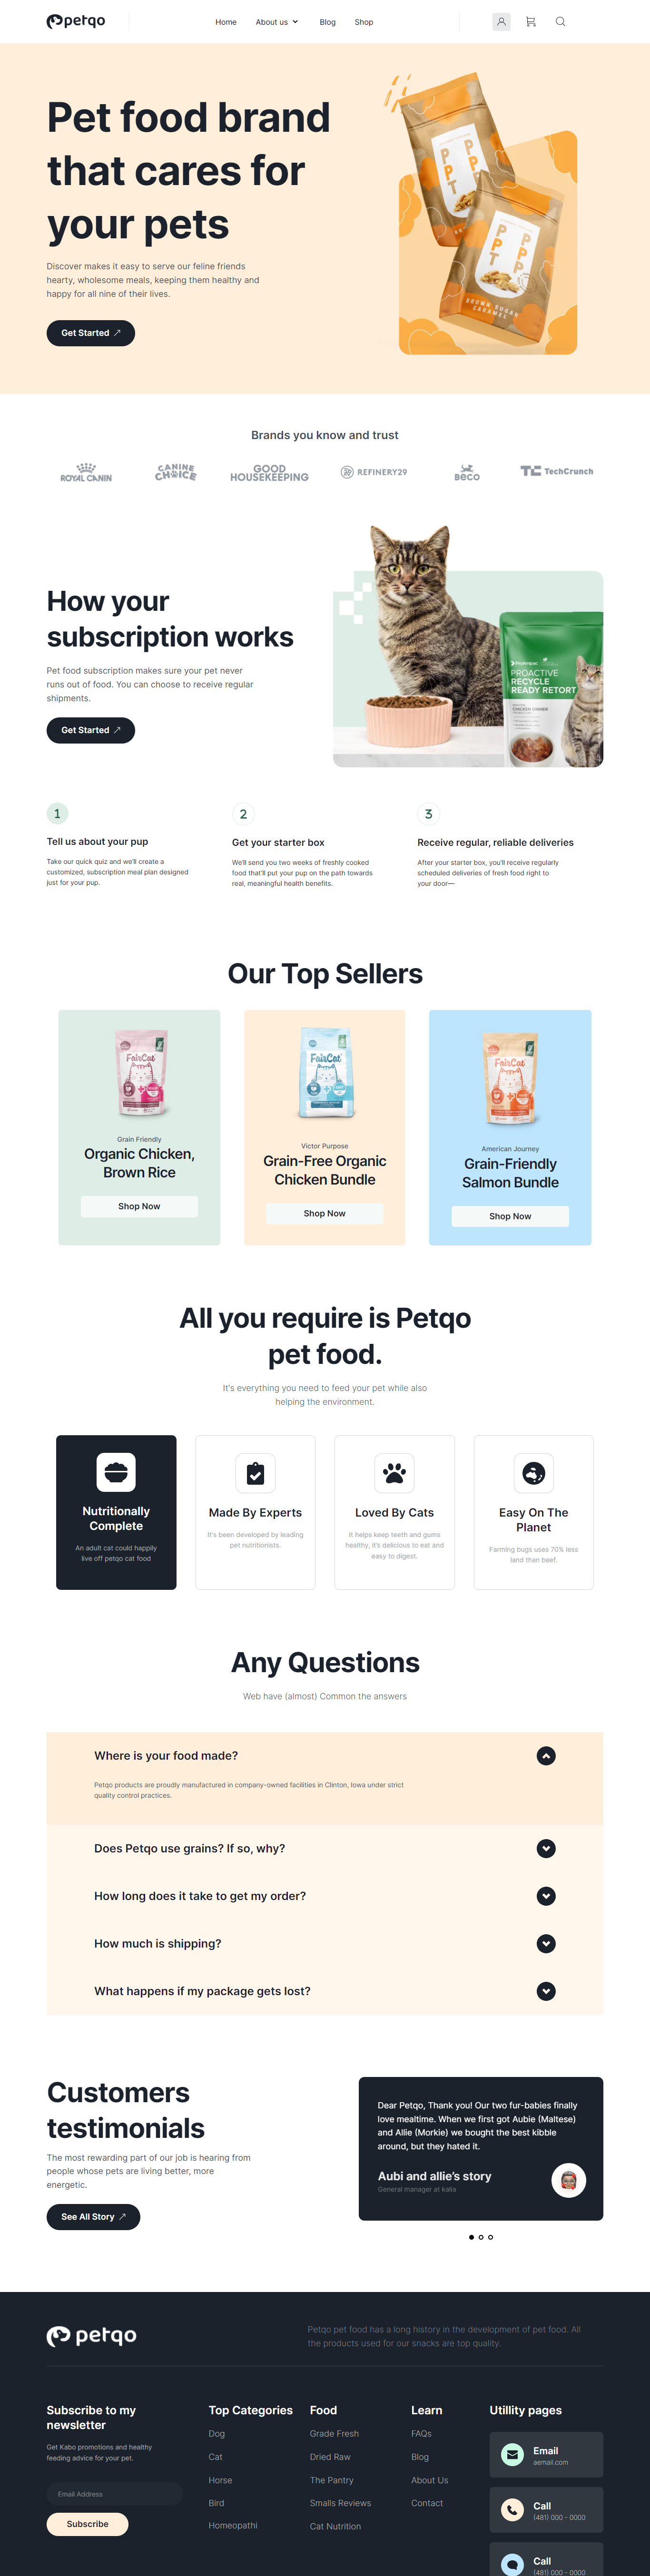 petqo
Home
About us
Blog
Shop
Pet food brand
that cares for
your pets
Discover makes it easy to serve our feline friends
hearty, wholesome meals, keeping them healthy and
happy for all nine of their lives.
Get Started
PPPT
PPPT
BROWN SUGAR
CARAMEL
Brands you know and trust
ROYAL CANIN
CANINE
CHOICE
GOOD
HOUSEKEEPING
R29 REFINERY29
BECO
TC TechCrunch
How your
subscription works
Pet food subscription makes sure your pet never
runs out of food. You can choose to receive regular
shipments.
Get Started
PROACTIVE
RECYCLE
READY RETORT
CHICKEN DINNER
1
Tell us about your pup
Take our quick quiz and we'll create a
customized, subscription meal plan designed
just for your pup.
2
Get your starter box
We'll send you two weeks of freshly cooked
food that'll put your pup on the path towards
real, meaningful health benefits.
3
Receive regular, reliable deliveries
After your starter box, you'll receive regularly
scheduled deliveries of fresh food right to
your door—
Our Top Sellers
FairCat
Grain Friendly
Organic Chicken,
Brown Rice
Shop Now
FairCat
Victor Purpose
Grain-Free Organic
Chicken Bundle
Shop Now
FairCat
American Journey
Grain-Friendly
Salmon Bundle
Shop Now
All you require is Petqo
pet food.
It's everything you need to feed your pet while also
helping the environment.
Nutritionally
Complete
An adult cat could happily
live off petqo cat food
Made By Experts
It's been developed by leading
pet nutritionists.
Loved By Cats
It helps keep teeth and gums
healthy, it's delicious to eat and
easy to digest.
Easy On The
Planet
Farming bugs uses 70% less
land than beef.
Any Questions
Web have (almost) Common the answers
Where is your food made?
Petqo products are proudly manufactured in company-owned facilities in Clinton, Iowa under strict
quality control practices.
Does Petqo use grains? If so, why?
How long does it take to get my order?
How much is shipping?
What happens if my package gets lost?
Customers
testimonials
The most rewarding part of our job is hearing from
people whose pets are living better, more
energetic.
See All Story
Dear Petqo, Thank you! Our two fur-babies finally
love mealtime. When we first got Aubie (Maltese)
and Allie (Morkie) we bought the best kibble
around, but they hated it.
Aubi and allie's story
General manager at kalia
petqo
Petqo pet food has a long history in the development of pet food. All
the products used for our snacks are top quality.
Subscribe to my
newsletter
Get Kabo promotions and healthy
feeding advice for your pet.
Email Address
Subscribe
Top Categories
Dog
Cat
Horse
Bird
Homeopathi
Food
Grade Fresh
Dried Raw
The Pantry
Smalls Reviews
Cat Nutrition
Learn
FAQs
Blog
About Us
Contact
Utillity pages
Email
aemail.com
Call
(481) 000 - 0000
Call
(481) 000 - 0000